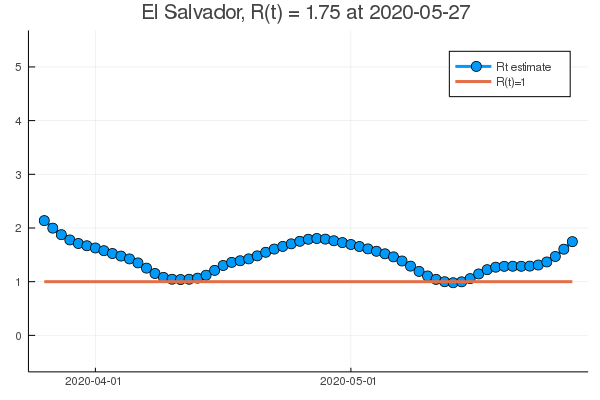 El Salvador, R(t) = 1.75 at 2020-05-27
5
4
3
2
1
0
Rt estimate
R(t)=1
2020-04-01
2020-05-01